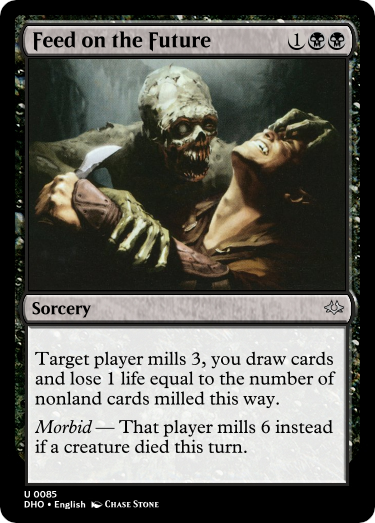 Feed on the Future 1
Sorcery
Target player mills 3, you draw cards
and lose 1 life equal to the number of
nonland cards milled this way.
Morbid — That player mills 6 instead
if a creature died this turn.
U 0085
DHO • English Chase Stone